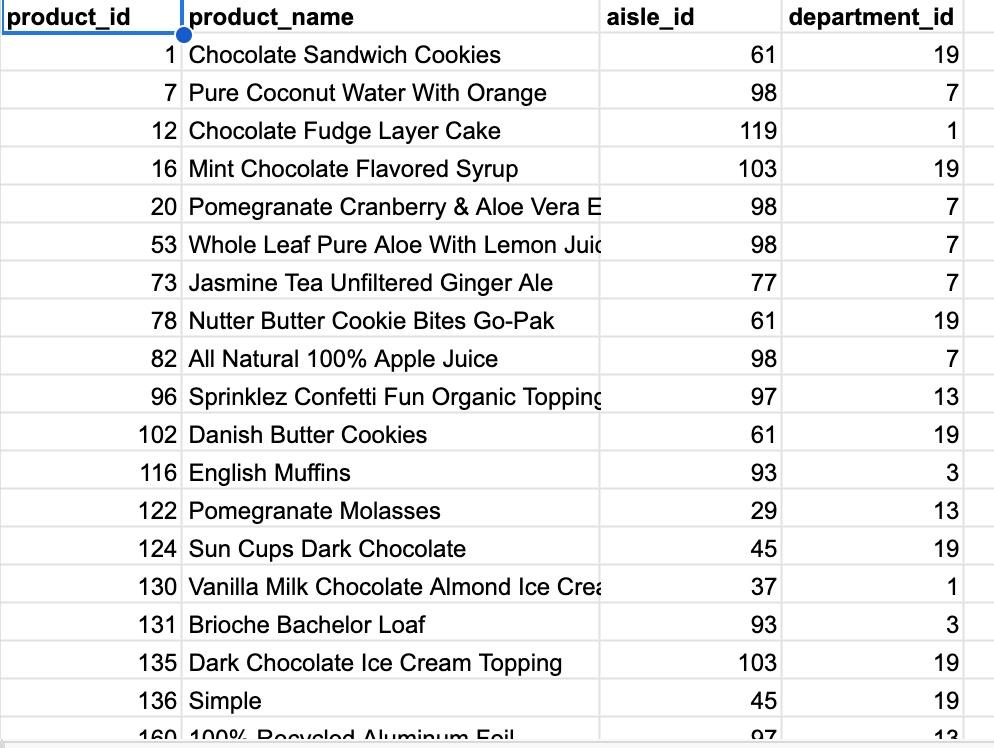 product_id product_name aisle_id department_id
1 Chocolate Sandwich Cookies 61 19
7 Pure Coconut Water With Orange 98 7
12 Chocolate Fudge Layer Cake 119 1
16 Mint Chocolate Flavored Syrup 103 19
20 Pomegranate Cranberry & Aloe Vera E 98 7
53 Whole Leaf Pure Aloe With Lemon Juic 98 7
73 Jasmine Tea Unfiltered Ginger Ale 77 7
78 Nutter Butter Cookie Bites Go-Pak 61 19
82 All Natural 100% Apple Juice 98 7
96 Sprinklez Confetti Fun Organic Topping 97 13
102 Danish Butter Cookies 61 19
116 English Muffins 93 3
122 Pomegranate Molasses 29 13
124 Sun Cups Dark Chocolate 45 19
130 Vanilla Milk Chocolate Almond Ice Crea 37 1
131 Brioche Bachelor Loaf 93 3
135 Dark Chocolate Ice Cream Topping 103 19
136 Simple 45 19
160 100% Recycled Aluminum Foil 97 13